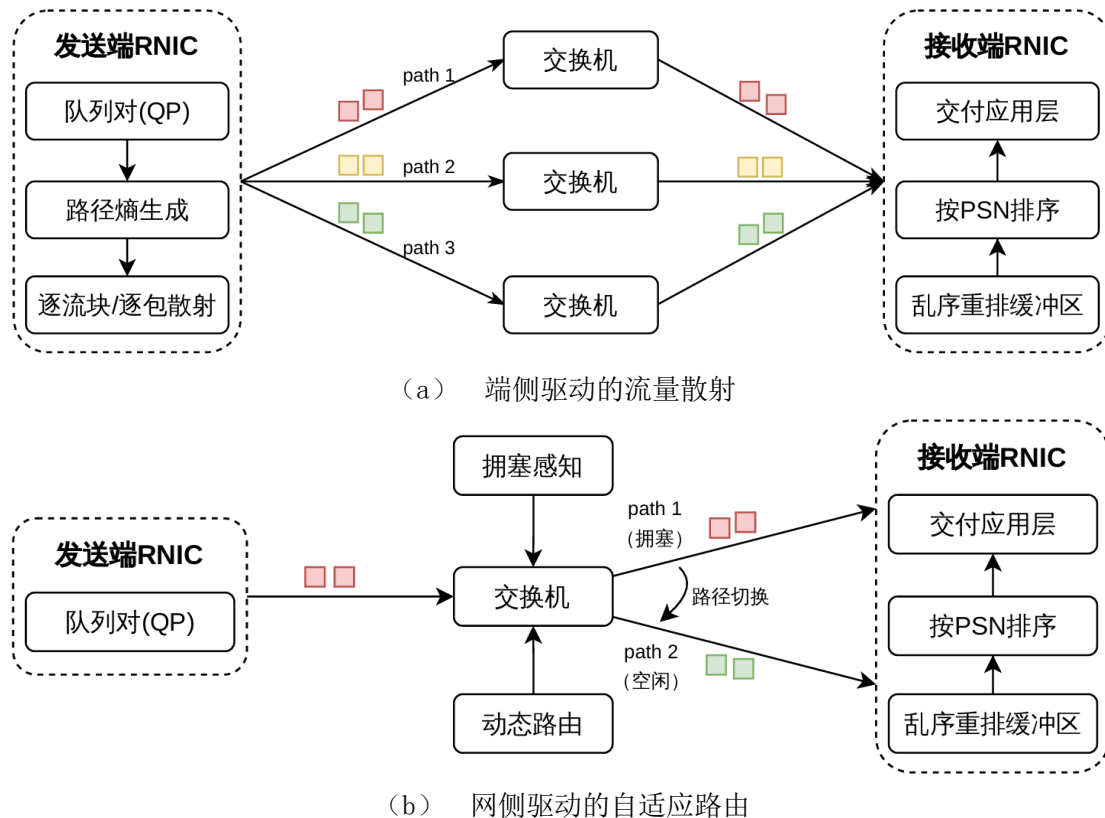 发送端RNIC
队列对(QP)
路径熵生成
逐流块/逐包散射
path 1
path 2
path 3
交换机
交换机
交换机
接收端RNIC
交付应用层
按PSN排序
乱序重排缓冲区
（a） 端侧驱动的流量散射
发送端RNIC
队列对(QP)
拥塞感知
交换机
动态路由
path 1
（拥塞）
路径切换
path 2
（空闲）
接收端RNIC
交付应用层
按PSN排序
乱序重排缓冲区
（b） 网侧驱动的自适应路由